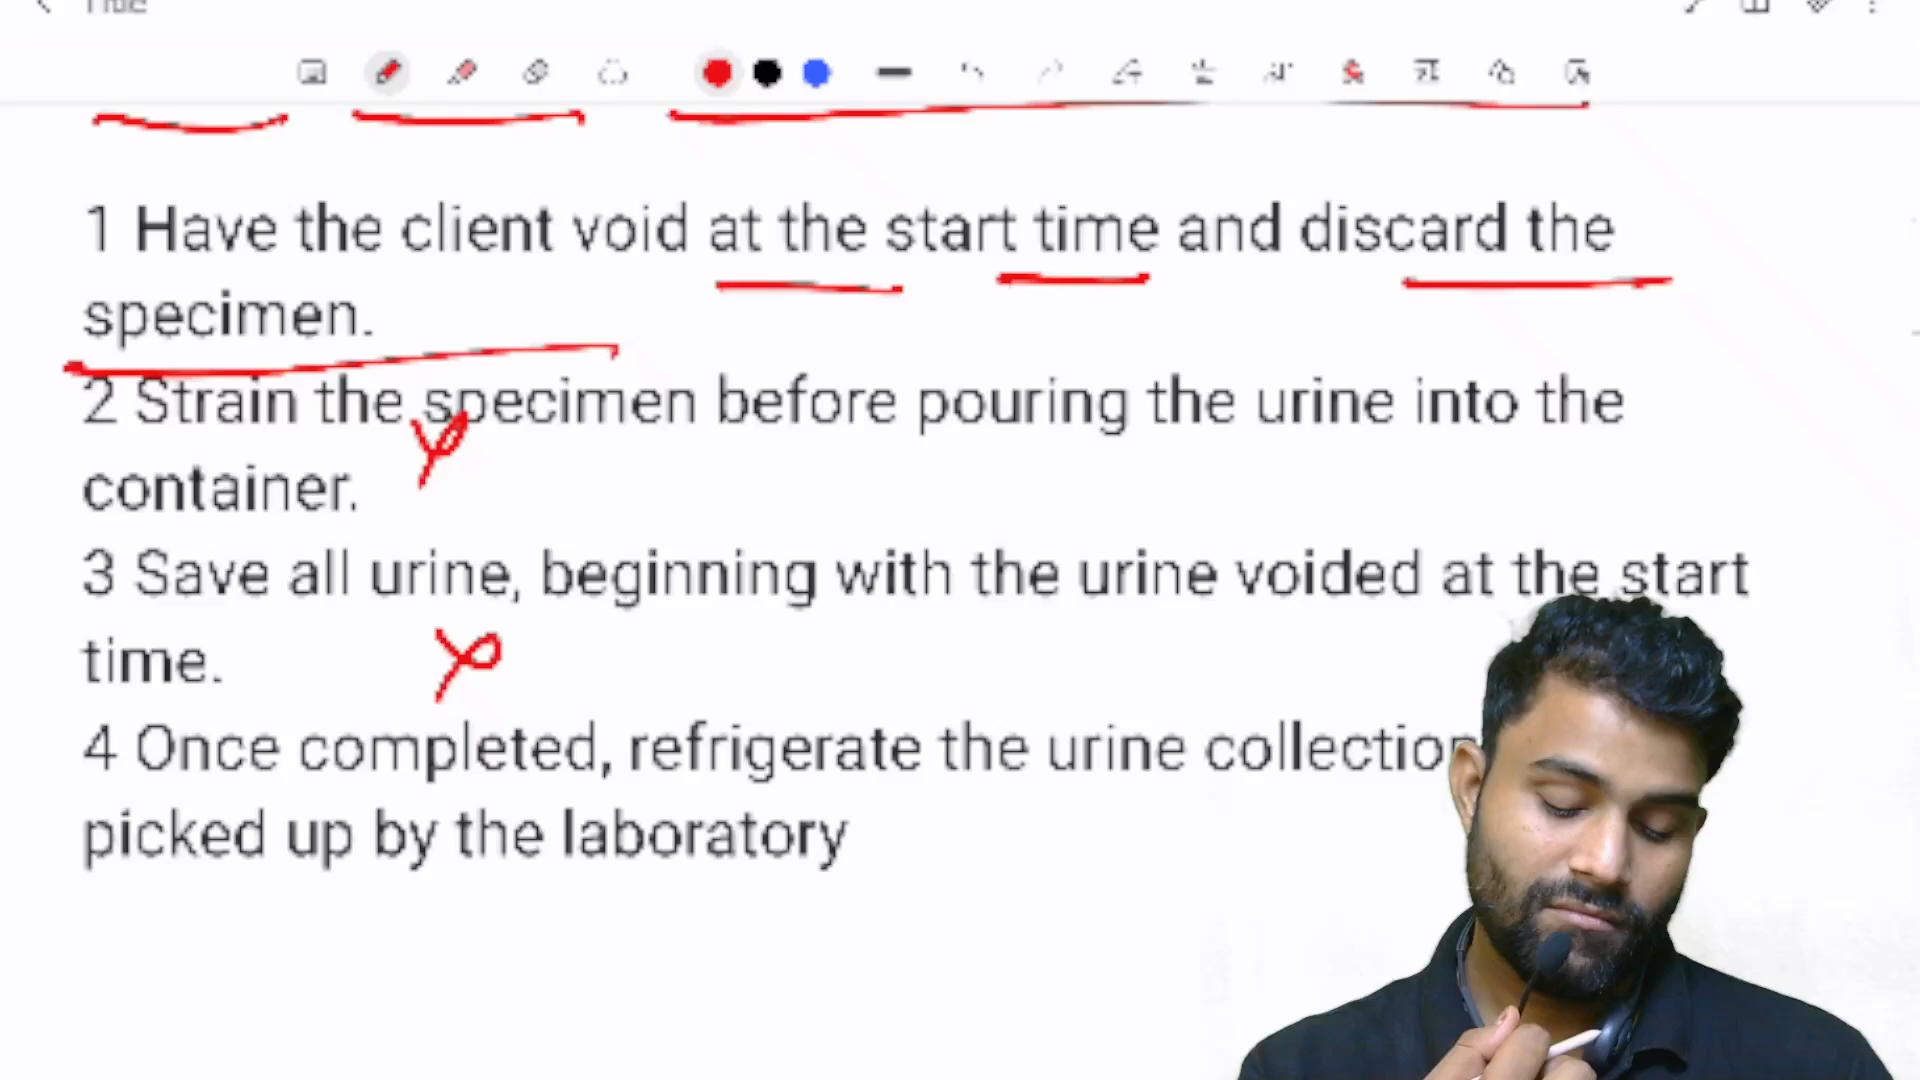 Title
1 Have the client void at the start time and discard the
specimen.
2 Strain the specimen before pouring the urine into the
container.
3 Save all urine, beginning with the urine voided at the start
time.
4 Once completed, refrigerate the urine collection
picked up by the laboratory